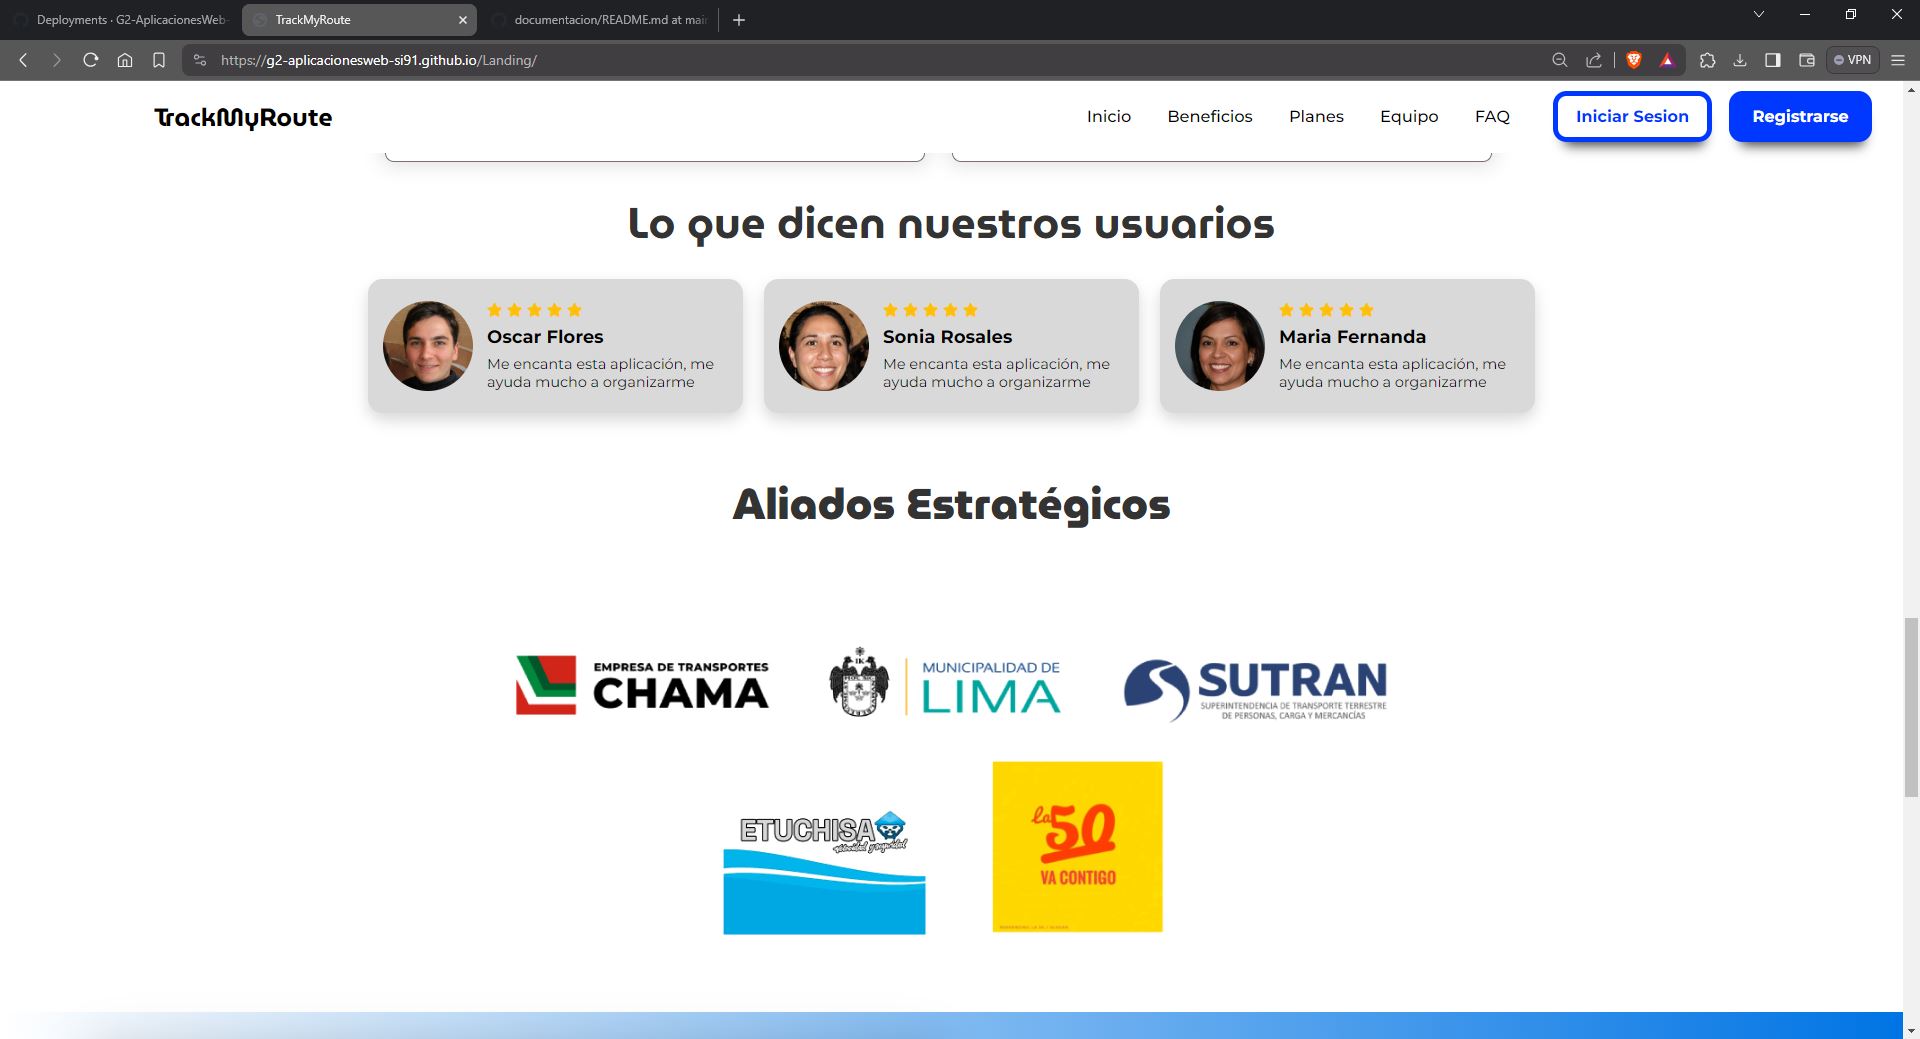 Deployments · G2-AplicacionesWeb-
TrackMyRoute
documentacion/README.md at mai
https://g2-aplicacionesweb-si91.github.io/Landing/
VPN
TrackMyRoute
Inicio
Beneficios
Planes
Equipo
FAQ
Iniciar Sesion
Registrarse
Lo que dicen nuestros usuarios
Oscar Flores
Me encanta esta aplicación, me
ayuda mucho a organizarme
Sonia Rosales
Me encanta esta aplicación, me
ayuda mucho a organizarme
Maria Fernanda
Me encanta esta aplicación, me
ayuda mucho a organizarme
Aliados Estratégicos
EMPRESA DE TRANSPORTES
CHAMA
MUNICIPALIDAD DE
LIMA
SUTRAN
SUPERINTENDENCIA DE TRANSPORTE TERRESTRE
DE PERSONAS, CARGA Y MERCANCÍAS
ETUCHISA
la 50
VA CONTIGO